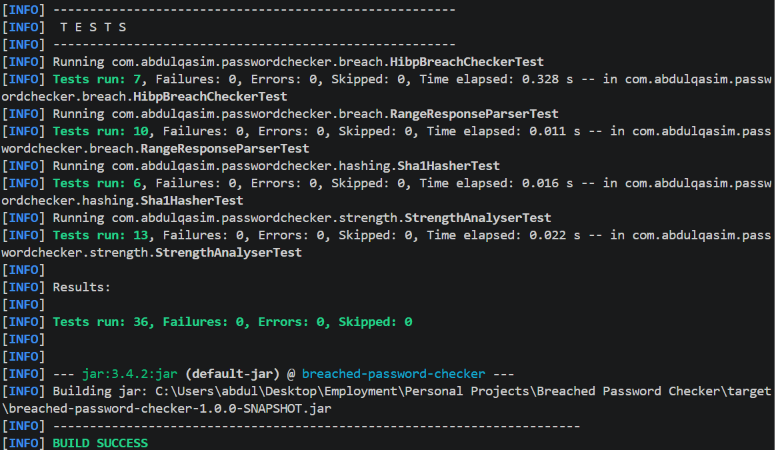 [INFO] -------------------------------------------------------
[INFO]  T E S T S
[INFO] -------------------------------------------------------
[INFO] Running com.abdulqasim.passwordchecker.breach.HibpBreachCheckerTest
[INFO] Tests run: 7, Failures: 0, Errors: 0, Skipped: 0, Time elapsed: 0.328 s -- in com.abdulqasim.passw
ordchecker.breach.HibpBreachCheckerTest
[INFO] Running com.abdulqasim.passwordchecker.breach.RangeResponseParserTest
[INFO] Tests run: 10, Failures: 0, Errors: 0, Skipped: 0, Time elapsed: 0.011 s -- in com.abdulqasim.pass
wordchecker.breach.RangeResponseParserTest
[INFO] Running com.abdulqasim.passwordchecker.hashing.Sha1HasherTest
[INFO] Tests run: 6, Failures: 0, Errors: 0, Skipped: 0, Time elapsed: 0.016 s -- in com.abdulqasim.passw
ordchecker.hashing.Sha1HasherTest
[INFO] Running com.abdulqasim.passwordchecker.strength.StrengthAnalyserTest
[INFO] Tests run: 13, Failures: 0, Errors: 0, Skipped: 0, Time elapsed: 0.022 s -- in com.abdulqasim.pass
wordchecker.strength.StrengthAnalyserTest
[INFO]
[INFO] Results:
[INFO]
[INFO] Tests run: 36, Failures: 0, Errors: 0, Skipped: 0
[INFO]
[INFO]
[INFO] --- jar:3.4.2:jar (default-jar) @ breached-password-checker ---
[INFO] Building jar: C:\Users\abdul\Desktop\Employment\Personal Projects\Breached Password Checker\target
\breached-password-checker-1.0.0-SNAPSHOT.jar
[INFO] ------------------------------------------------------------------------
[INFO] BUILD SUCCESS